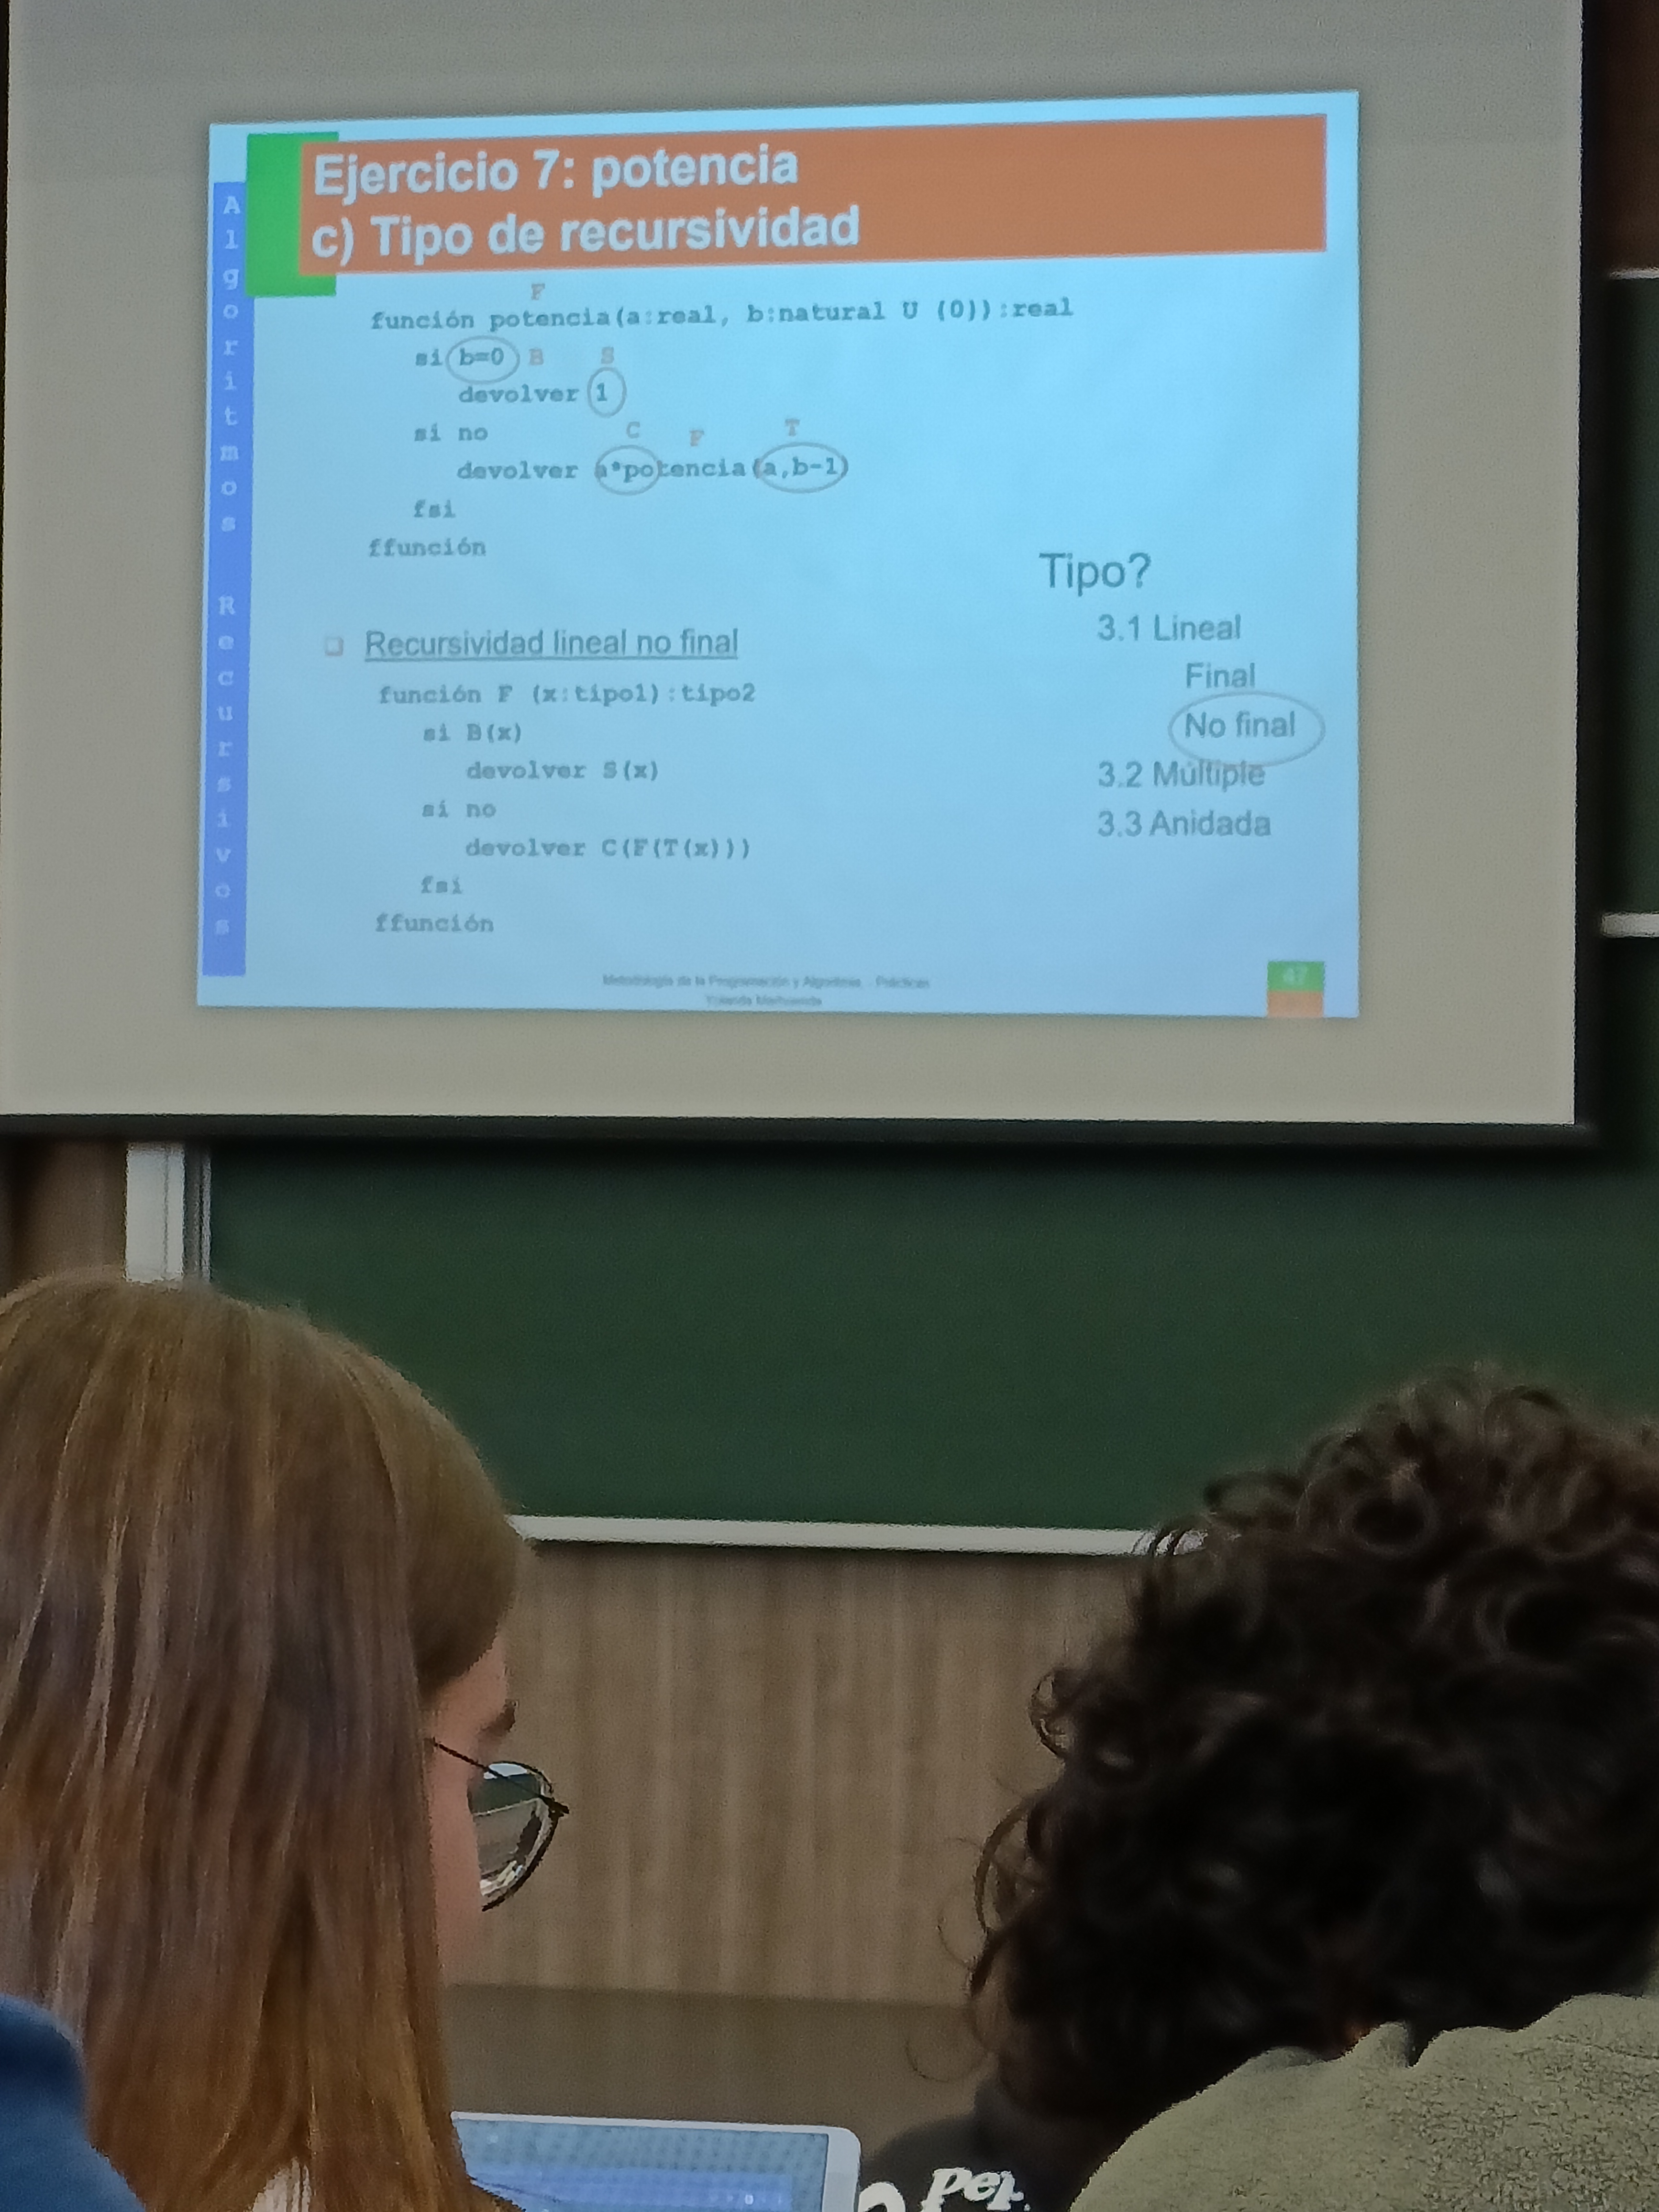 Ejercicio 7: potencia
c) Tipo de recursividad
Algoritmos Recursivos
F
función potencia(a:real, b:natural U (0)):real
si b=0 B S
devolver 1
si no C F T
devolver a*potencia(a,b-1)
fsi
ffunción
Tipo?
3.1 Lineal
Final
No final
3.2 Múltiple
3.3 Anidada
Recursividad lineal no final
función F (x:tipo1):tipo2
si B(x)
devolver S(x)
si no
devolver C(F(T(x)))
fsi
ffunción
Metodología de la Programación y Algoritmia. Prácticas
Yolanda
47